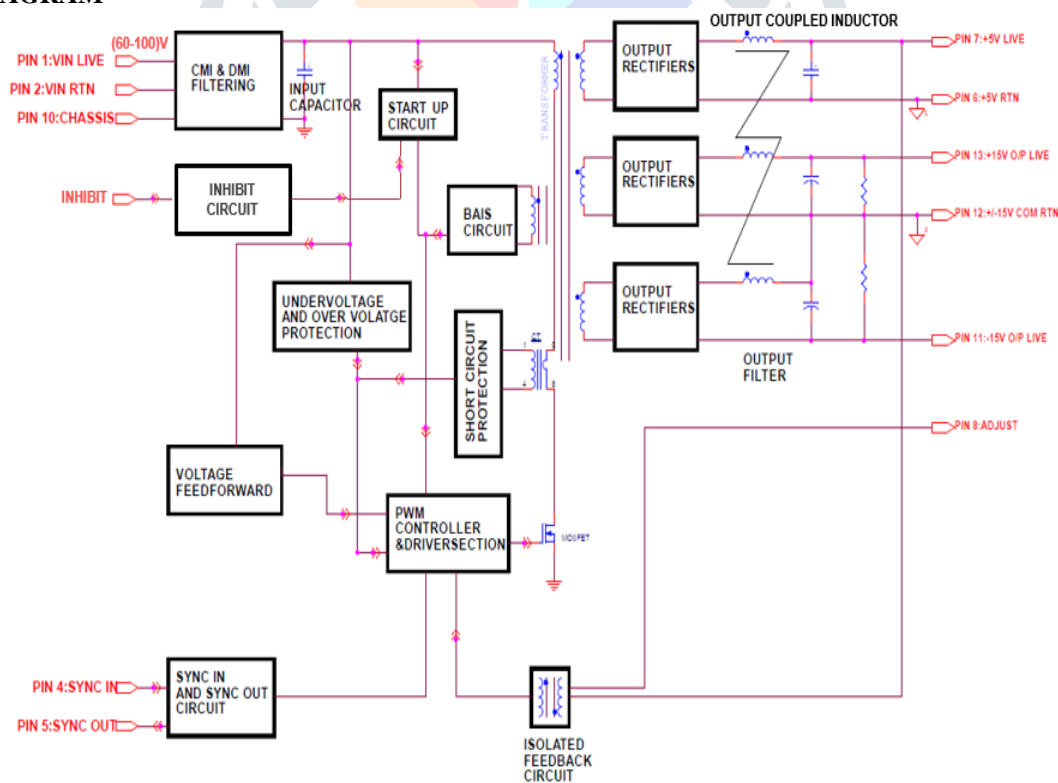 (60-100)V
PIN 1:VIN LIVE
PIN 2:VIN RTN
PIN 10:CHASSIS
CMI & DMI
FILTERING
INPUT
CAPACITOR
START UP
CIRCUIT
TRANSFORMER
OUTPUT
RECTIFIERS
OUTPUT COUPLED INDUCTOR
PIN 7:+5V LIVE
PIN 6:+5V RTN
1
INHIBIT
INHIBIT
CIRCUIT
BAIS
CIRCUIT
OUTPUT
RECTIFIERS
PIN 13:+15V O/P LIVE
PIN 12:+/-15V COM RTN
2
UNDERVOLTAGE
AND OVER VOLATGE
PROTECTION
SHORT CIRCUIT
PROTECTION
1
4
OUTPUT
RECTIFIERS
PIN 11:-15V O/P LIVE
OUTPUT
FILTER
PIN 8:ADJUST
VOLTAGE
FEEDFORWARD
PWM
CONTROLLER
&DRIVERSECTION
MOSFET
PIN 4:SYNC IN
PIN 5:SYNC OUT
SYNC IN
AND SYNC OUT
CIRCUIT
ISOLATED
FEEDBACK
CIRCUIT